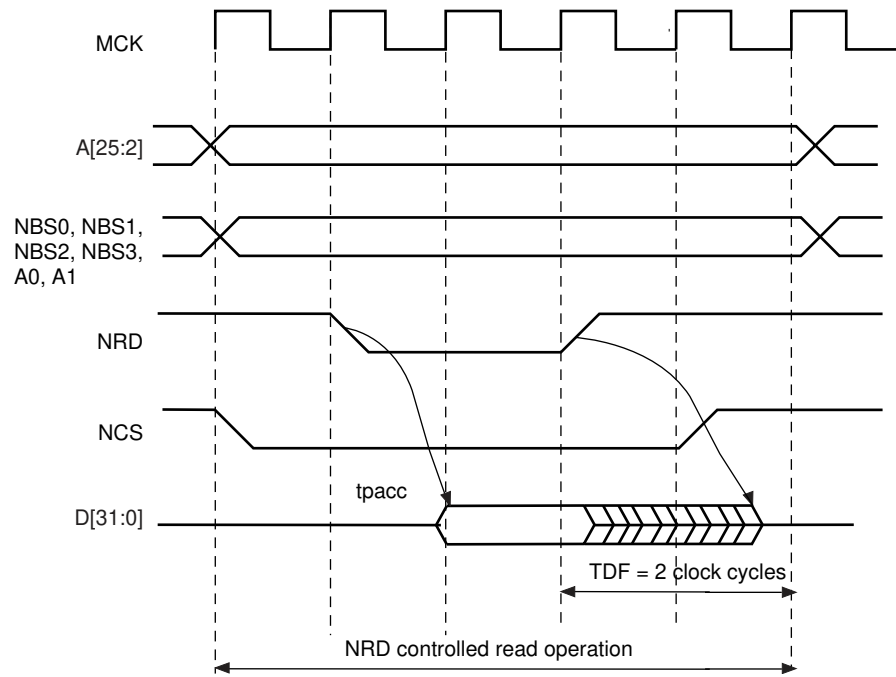 MCK
A[25:2]
NBS0, NBS1,
NBS2, NBS3,
A0, A1
NRD
NCS
tpacc
D[31:0]
TDF = 2 clock cycles
NRD controlled read operation